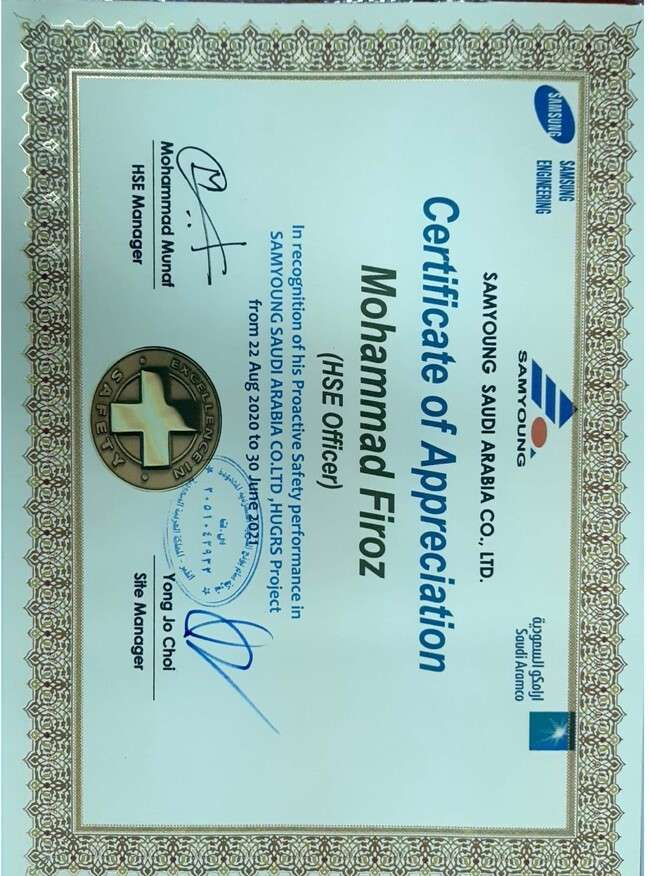 SAMSUNG
SAMSUNG
ENGINEERING
SAMYOUNG
ارامكو السعودية
Saudi Aramco
SAMYOUNG SAUDI ARABIA CO., LTD.
Certificate of Appreciation
Mohammad Firoz
(HSE Officer)
In recognition of his Proactive Safety performance in
SAMYOUNG SAUDI ARABIA CO.LTD ,HUGRS Project
from 22 Aug 2020 to 30 June 2021
Mohammad Munaf
HSE Manager
EXCELLENCE IN
SAFETY
٢٠٥١٠٤٣٩٣٢
Yong Jo Choi
Site Manager